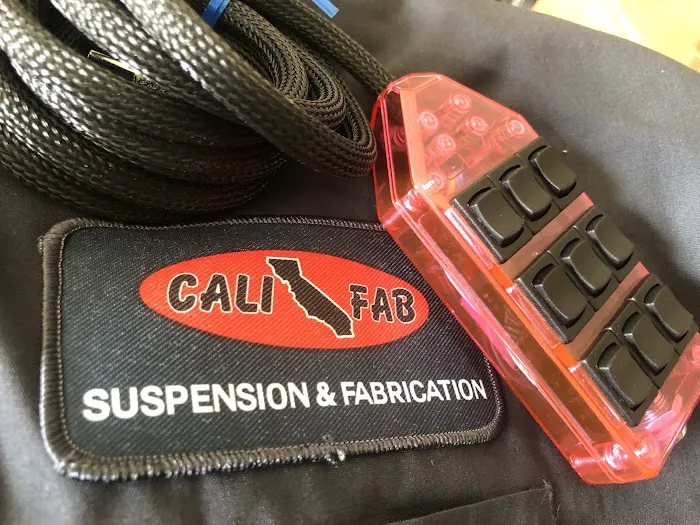 CALI FAB
SUSPENSION & FABRICATION